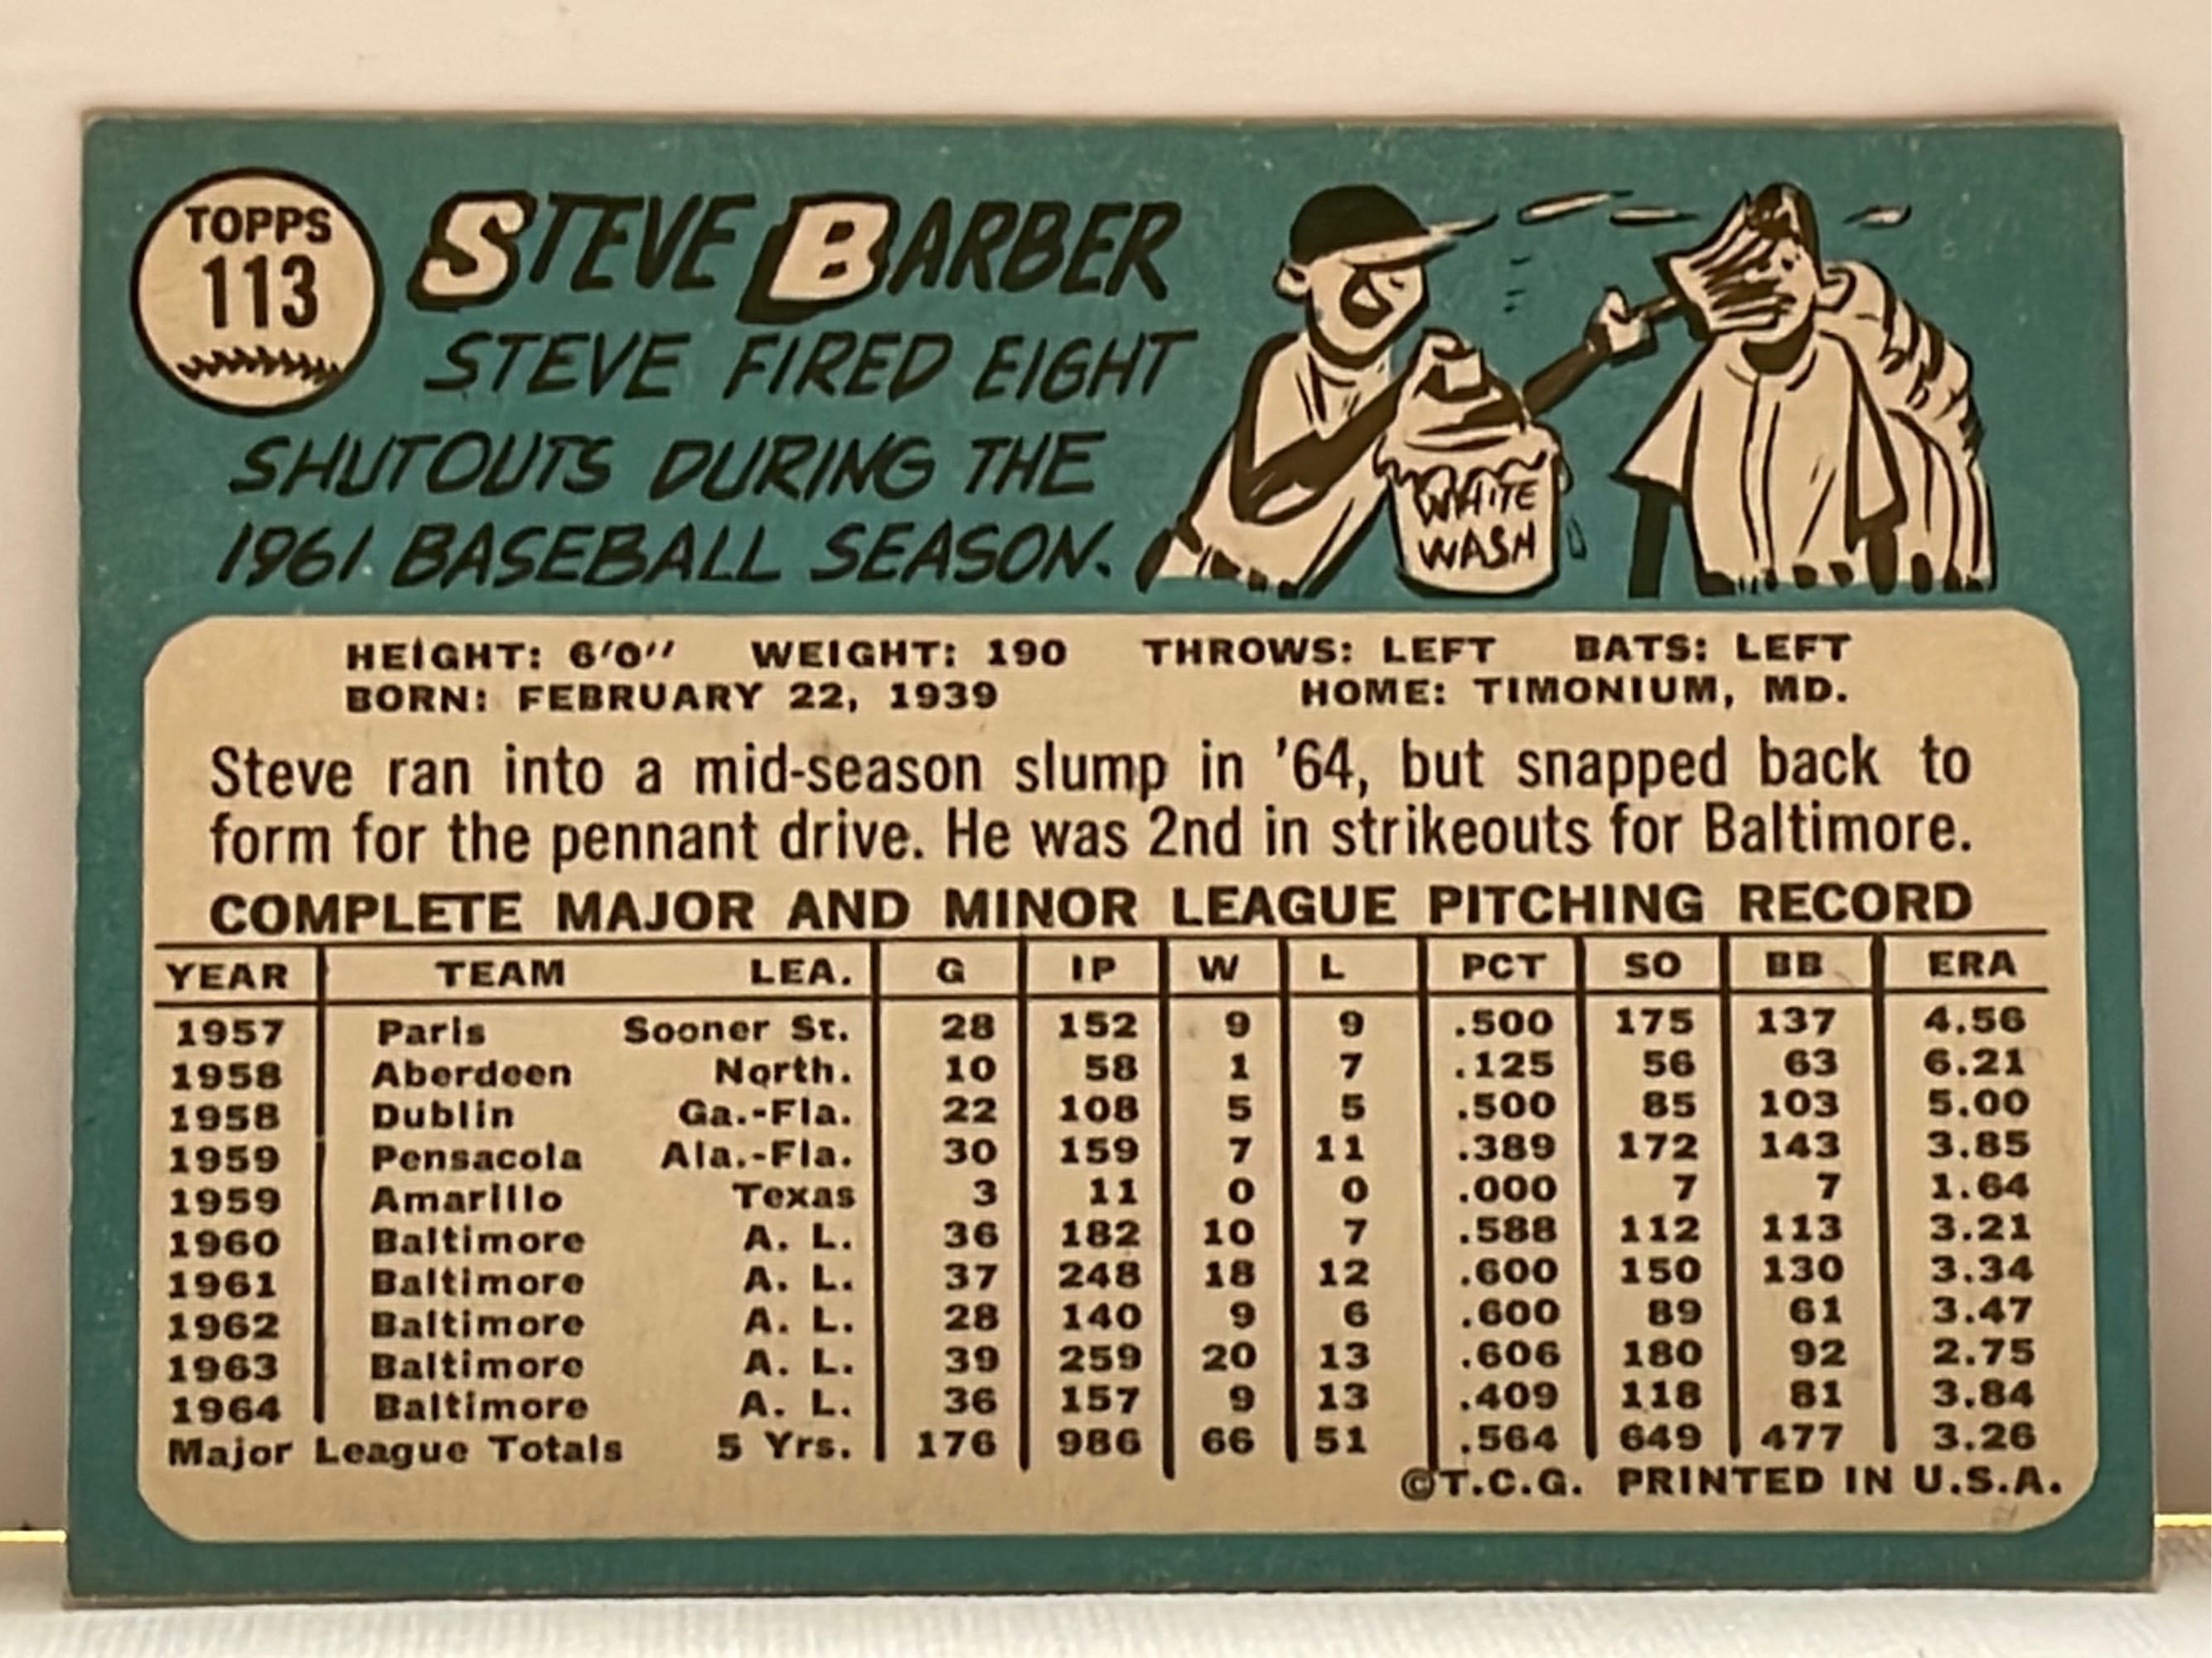 TOPPS
113
STEVE BARBER
STEVE FIRED EIGHT
SHUTOUTS DURING THE
1961 BASEBALL SEASON.
WHITE
WASH
HEIGHT: 6'0" WEIGHT: 190 THROWS: LEFT BATS: LEFT
BORN: FEBRUARY 22, 1939 HOME: TIMONIUM, MD.
Steve ran into a mid-season slump in '64, but snapped back to
form for the pennant drive. He was 2nd in strikeouts for Baltimore.
COMPLETE MAJOR AND MINOR LEAGUE PITCHING RECORD
YEAR TEAM LEA. G IP W L PCT SO BB ERA
1957 Paris Sooner St. 28 152 9 9 .500 175 137 4.56
1958 Aberdeen North. 10 58 1 7 .125 56 63 6.21
1958 Dublin Ga.-Fla. 22 108 5 5 .500 85 103 5.00
1959 Pensacola Ala.-Fla. 30 159 7 11 .389 172 143 3.85
1959 Amarillo Texas 3 11 0 0 .000 7 7 1.64
1960 Baltimore A. L. 36 182 10 7 .588 112 113 3.21
1961 Baltimore A. L. 37 248 18 12 .600 150 130 3.34
1962 Baltimore A. L. 28 140 9 6 .600 89 61 3.47
1963 Baltimore A. L. 39 259 20 13 .606 180 92 2.75
1964 Baltimore A. L. 36 157 9 13 .409 118 81 3.84
Major League Totals 5 Yrs. 176 986 66 51 .564 649 477 3.26
©T.C.G. PRINTED IN U.S.A.